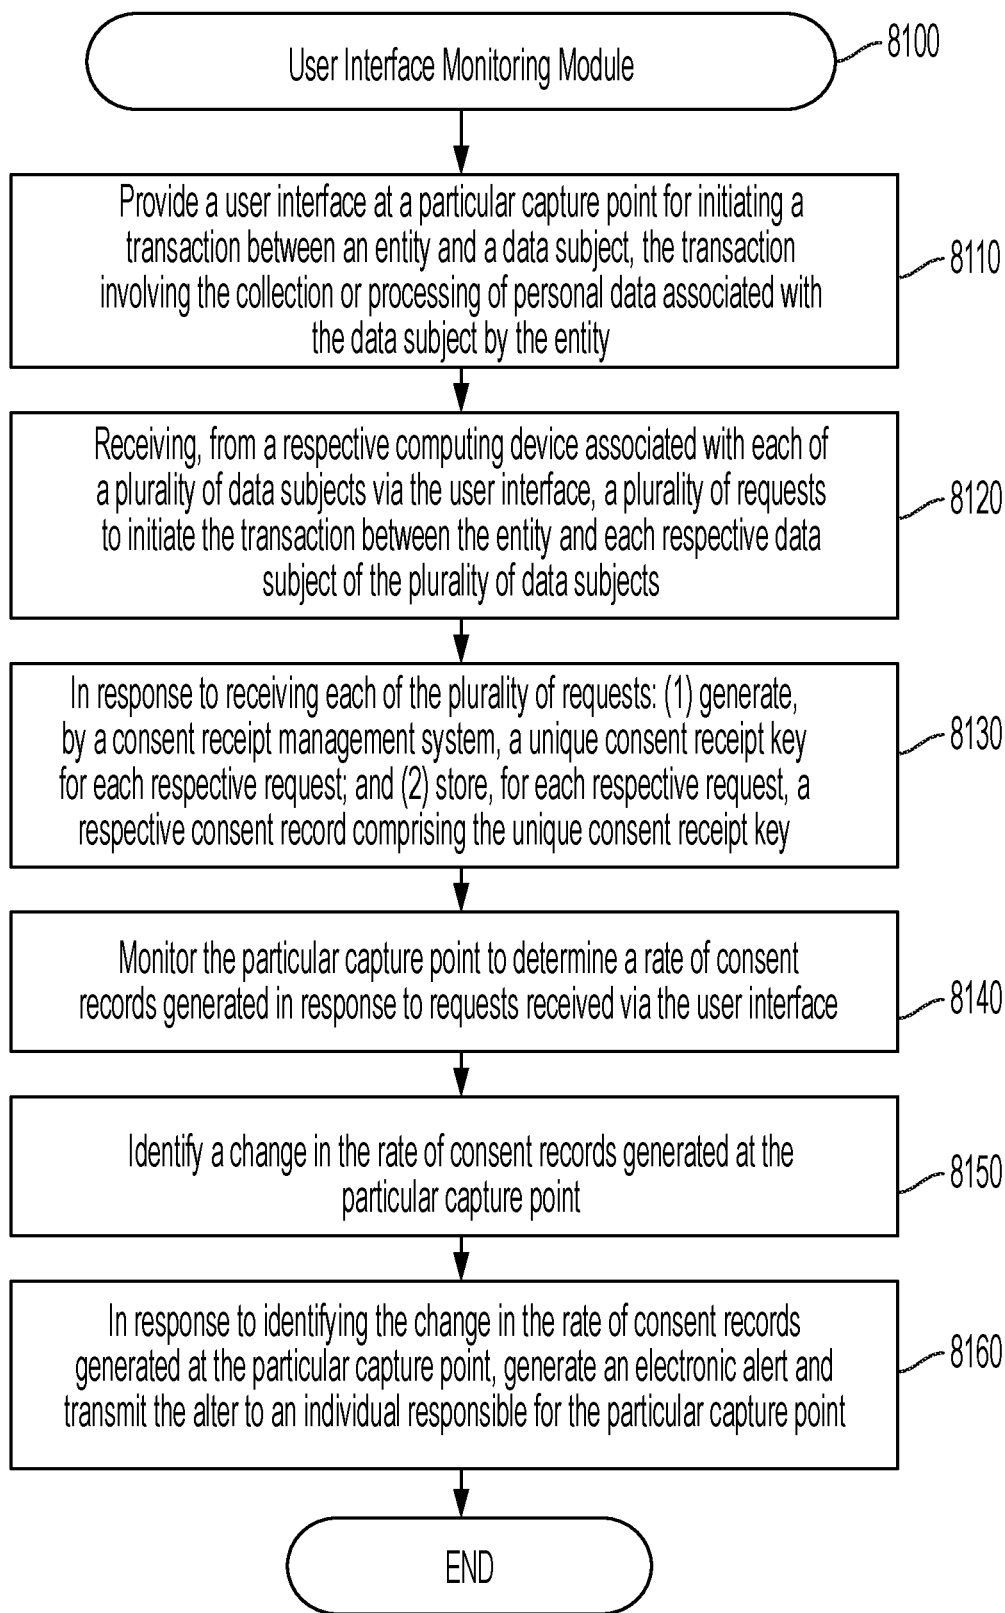 User Interface Monitoring Module
8100
Provide a user interface at a particular capture point for initiating a
transaction between an entity and a data subject, the transaction
involving the collection or processing of personal data associated with
the data subject by the entity
8110
Receiving, from a respective computing device associated with each of
a plurality of data subjects via the user interface, a plurality of requests
to initiate the transaction between the entity and each respective data
subject of the plurality of data subjects
8120
In response to receiving each of the plurality of requests: (1) generate,
by a consent receipt management system, a unique consent receipt key
for each respective request; and (2) store, for each respective request, a
respective consent record comprising the unique consent receipt key
8130
Monitor the particular capture point to determine a rate of consent
records generated in response to requests received via the user interface
8140
Identify a change in the rate of consent records generated at the
particular capture point
8150
In response to identifying the change in the rate of consent records
generated at the particular capture point, generate an electronic alert and
transmit the alter to an individual responsible for the particular capture point
8160
END